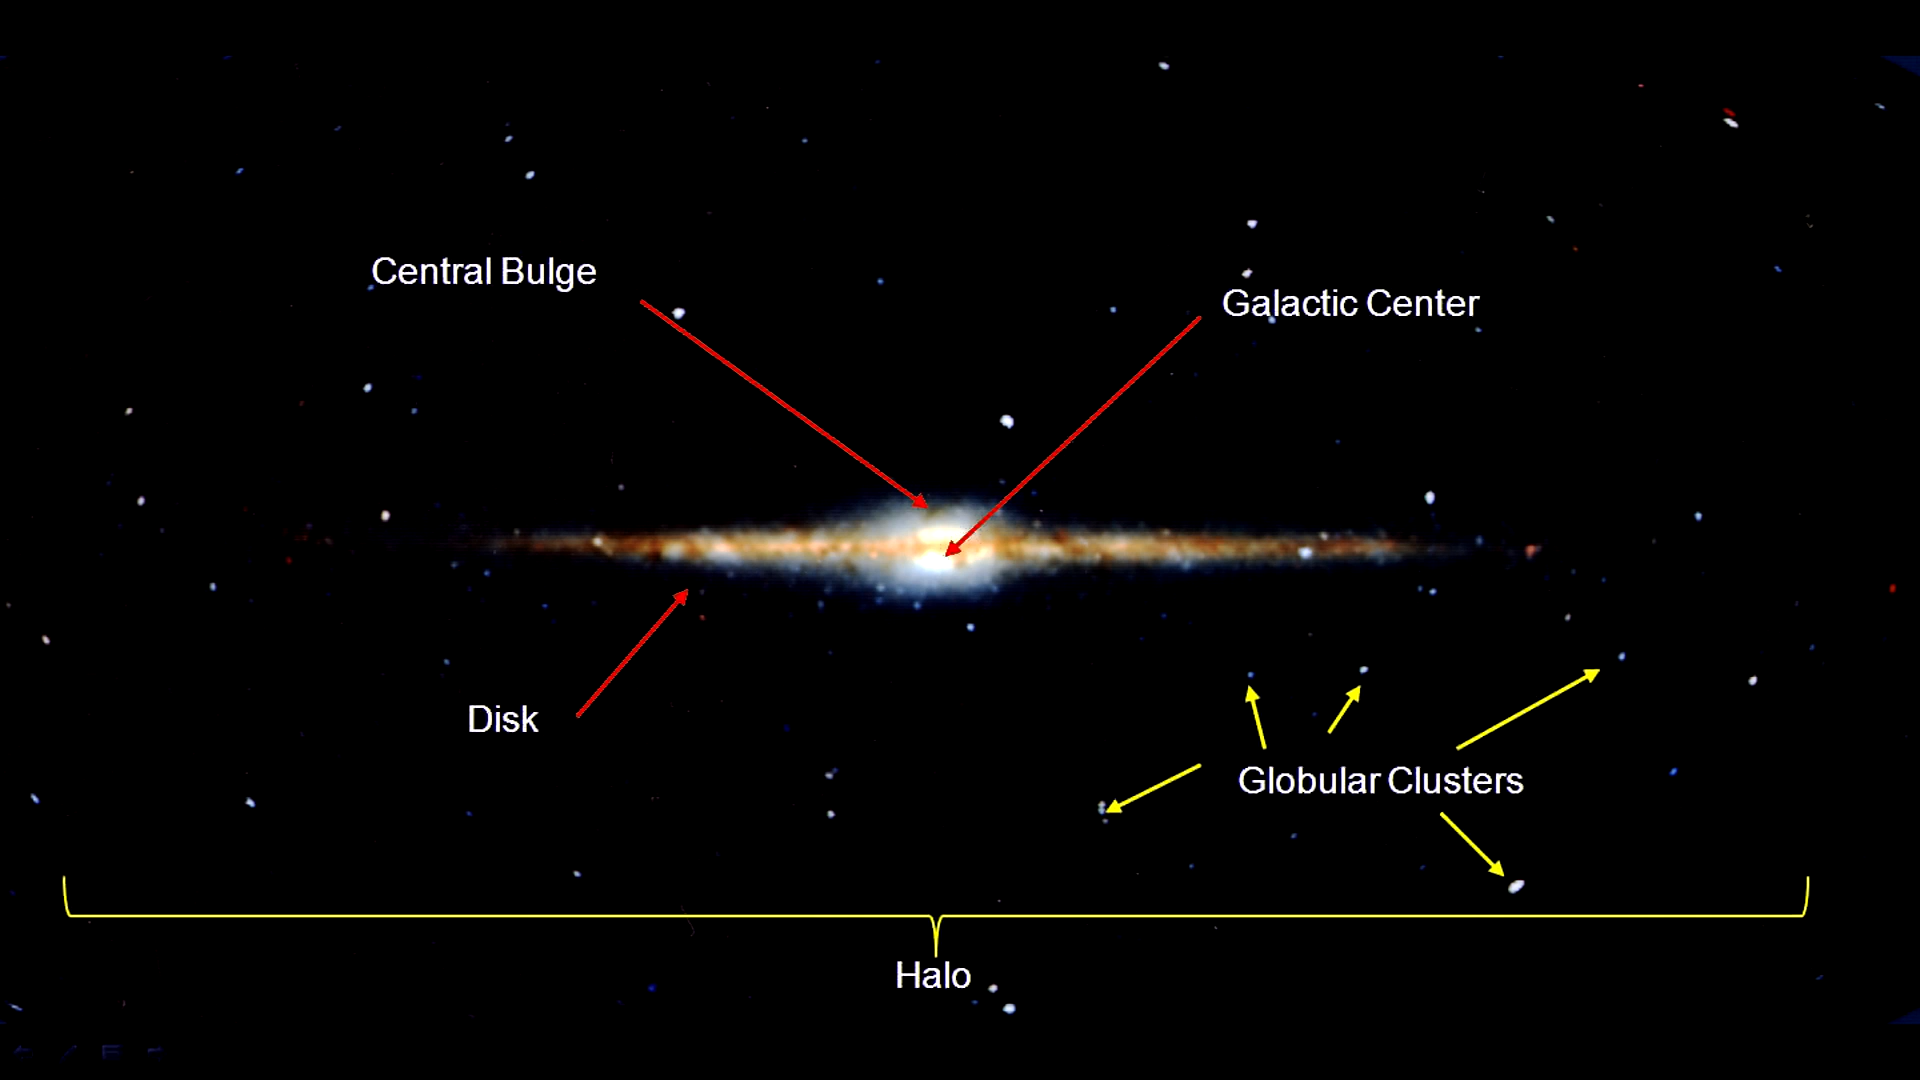 Central Bulge
Galactic Center
Disk
Globular Clusters
Halo